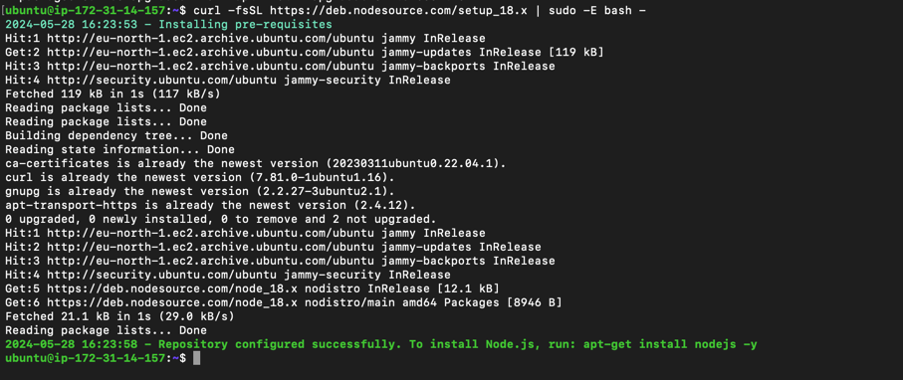 ubuntu@ip-172-31-14-157:~$ curl -fsSL https://deb.nodesource.com/setup_18.x | sudo -E bash -
2024-05-28 16:23:53 - Installing pre-requisites
Hit:1 http://eu-north-1.ec2.archive.ubuntu.com/ubuntu jammy InRelease
Get:2 http://eu-north-1.ec2.archive.ubuntu.com/ubuntu jammy-updates InRelease [119 kB]
Hit:3 http://eu-north-1.ec2.archive.ubuntu.com/ubuntu jammy-backports InRelease
Hit:4 http://security.ubuntu.com/ubuntu jammy-security InRelease
Fetched 119 kB in 1s (117 kB/s)
Reading package lists... Done
Reading package lists... Done
Building dependency tree... Done
Reading state information... Done
ca-certificates is already the newest version (20230311ubuntu0.22.04.1).
curl is already the newest version (7.81.0-1ubuntu1.16).
gnupg is already the newest version (2.2.27-3ubuntu2.1).
apt-transport-https is already the newest version (2.4.12).
0 upgraded, 0 newly installed, 0 to remove and 2 not upgraded.
Hit:1 http://eu-north-1.ec2.archive.ubuntu.com/ubuntu jammy InRelease
Hit:2 http://eu-north-1.ec2.archive.ubuntu.com/ubuntu jammy-updates InRelease
Hit:3 http://eu-north-1.ec2.archive.ubuntu.com/ubuntu jammy-backports InRelease
Hit:4 http://security.ubuntu.com/ubuntu jammy-security InRelease
Get:5 https://deb.nodesource.com/node_18.x nodistro InRelease [12.1 kB]
Get:6 https://deb.nodesource.com/node_18.x nodistro/main amd64 Packages [8946 B]
Fetched 21.1 kB in 1s (29.0 kB/s)
Reading package lists... Done
2024-05-28 16:23:58 - Repository configured successfully. To install Node.js, run: apt-get install nodejs -y
ubuntu@ip-172-31-14-157:~$